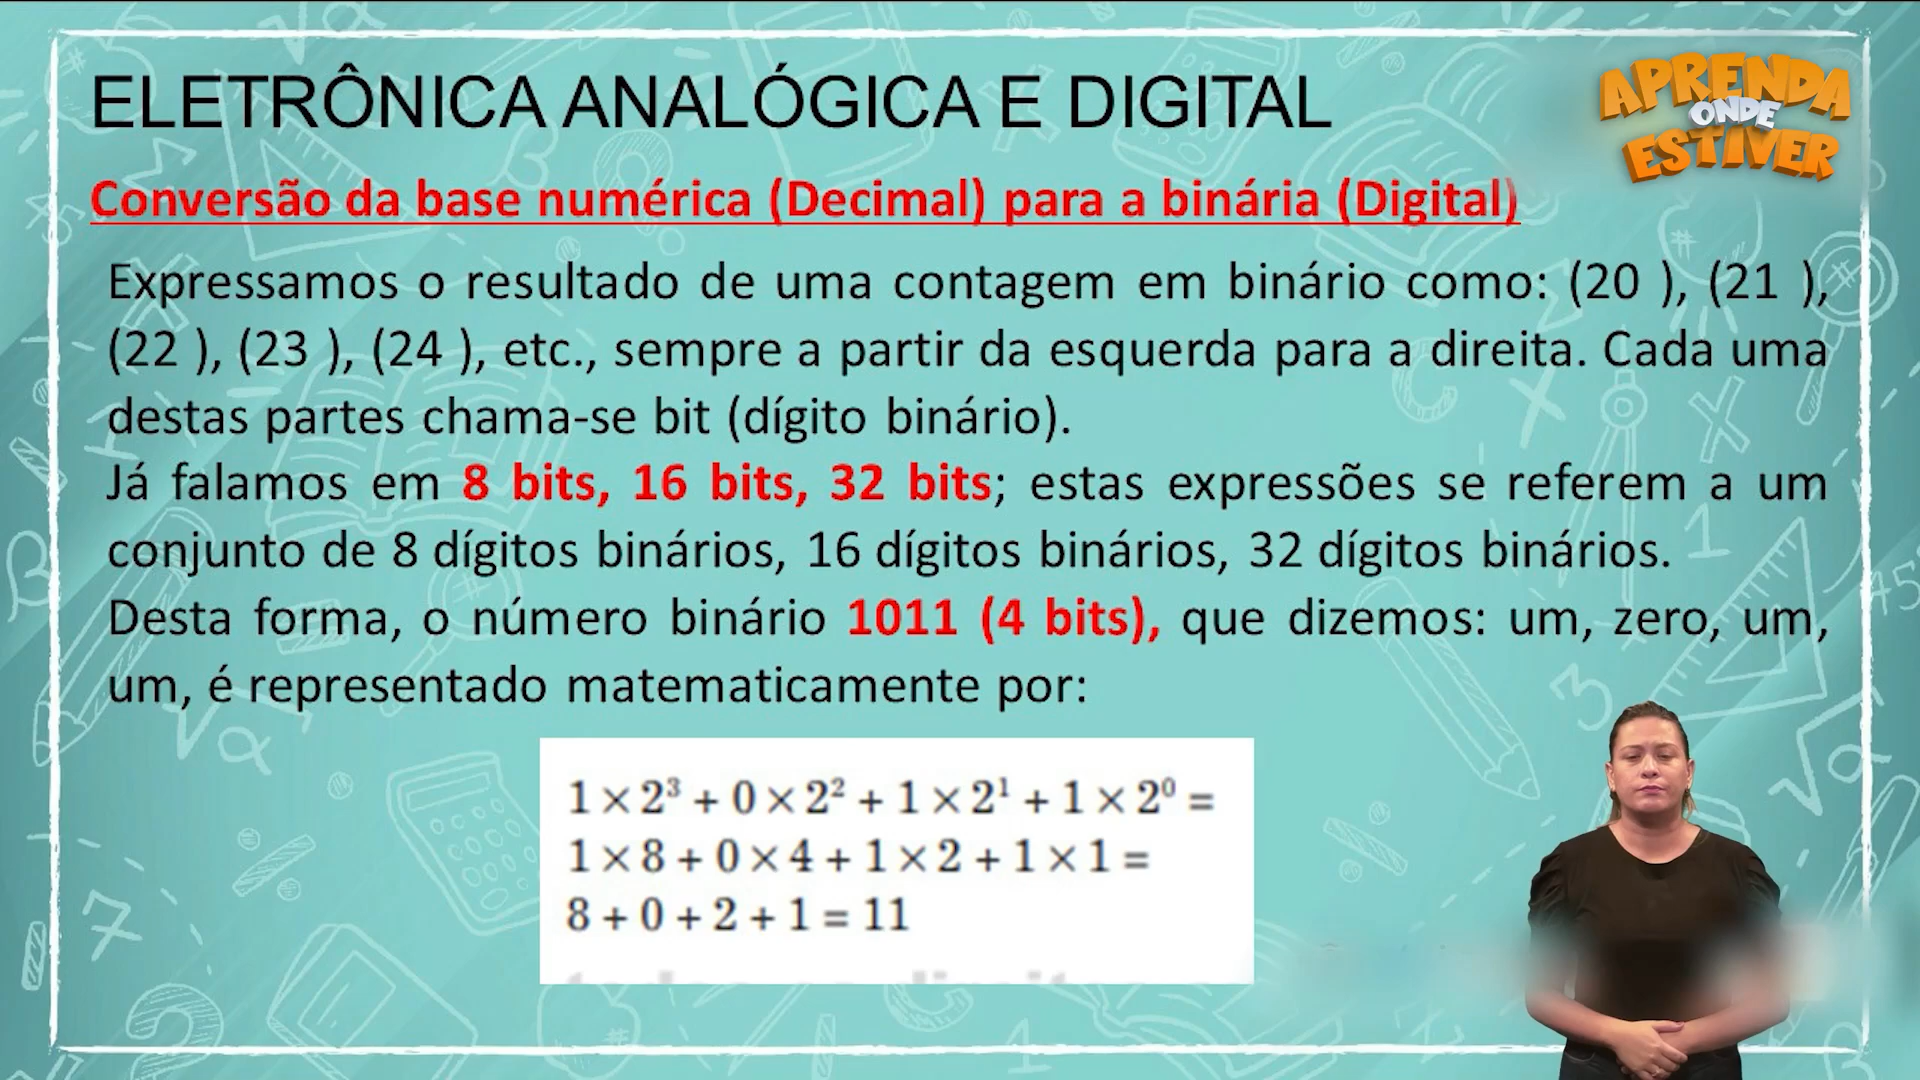 ELETRÔNICA ANALÓGICA E DIGITAL
APRENDA
ONDE
ESTIVER
Conversão da base numérica (Decimal) para a binária (Digital)
Expressamos o resultado de uma contagem em binário como: (20 ), (21 ),
(22 ), (23 ), (24 ), etc., sempre a partir da esquerda para a direita. Cada uma
destas partes chama-se bit (dígito binário).
Já falamos em 8 bits, 16 bits, 32 bits; estas expressões se referem a um
conjunto de 8 dígitos binários, 16 dígitos binários, 32 dígitos binários.
Desta forma, o número binário 1011 (4 bits), que dizemos: um, zero, um,
um, é representado matematicamente por:
1 × 2³ + 0 × 2² + 1 × 2¹ + 1 × 2⁰ =
1 × 8 + 0 × 4 + 1 × 2 + 1 × 1 =
8 + 0 + 2 + 1 = 11